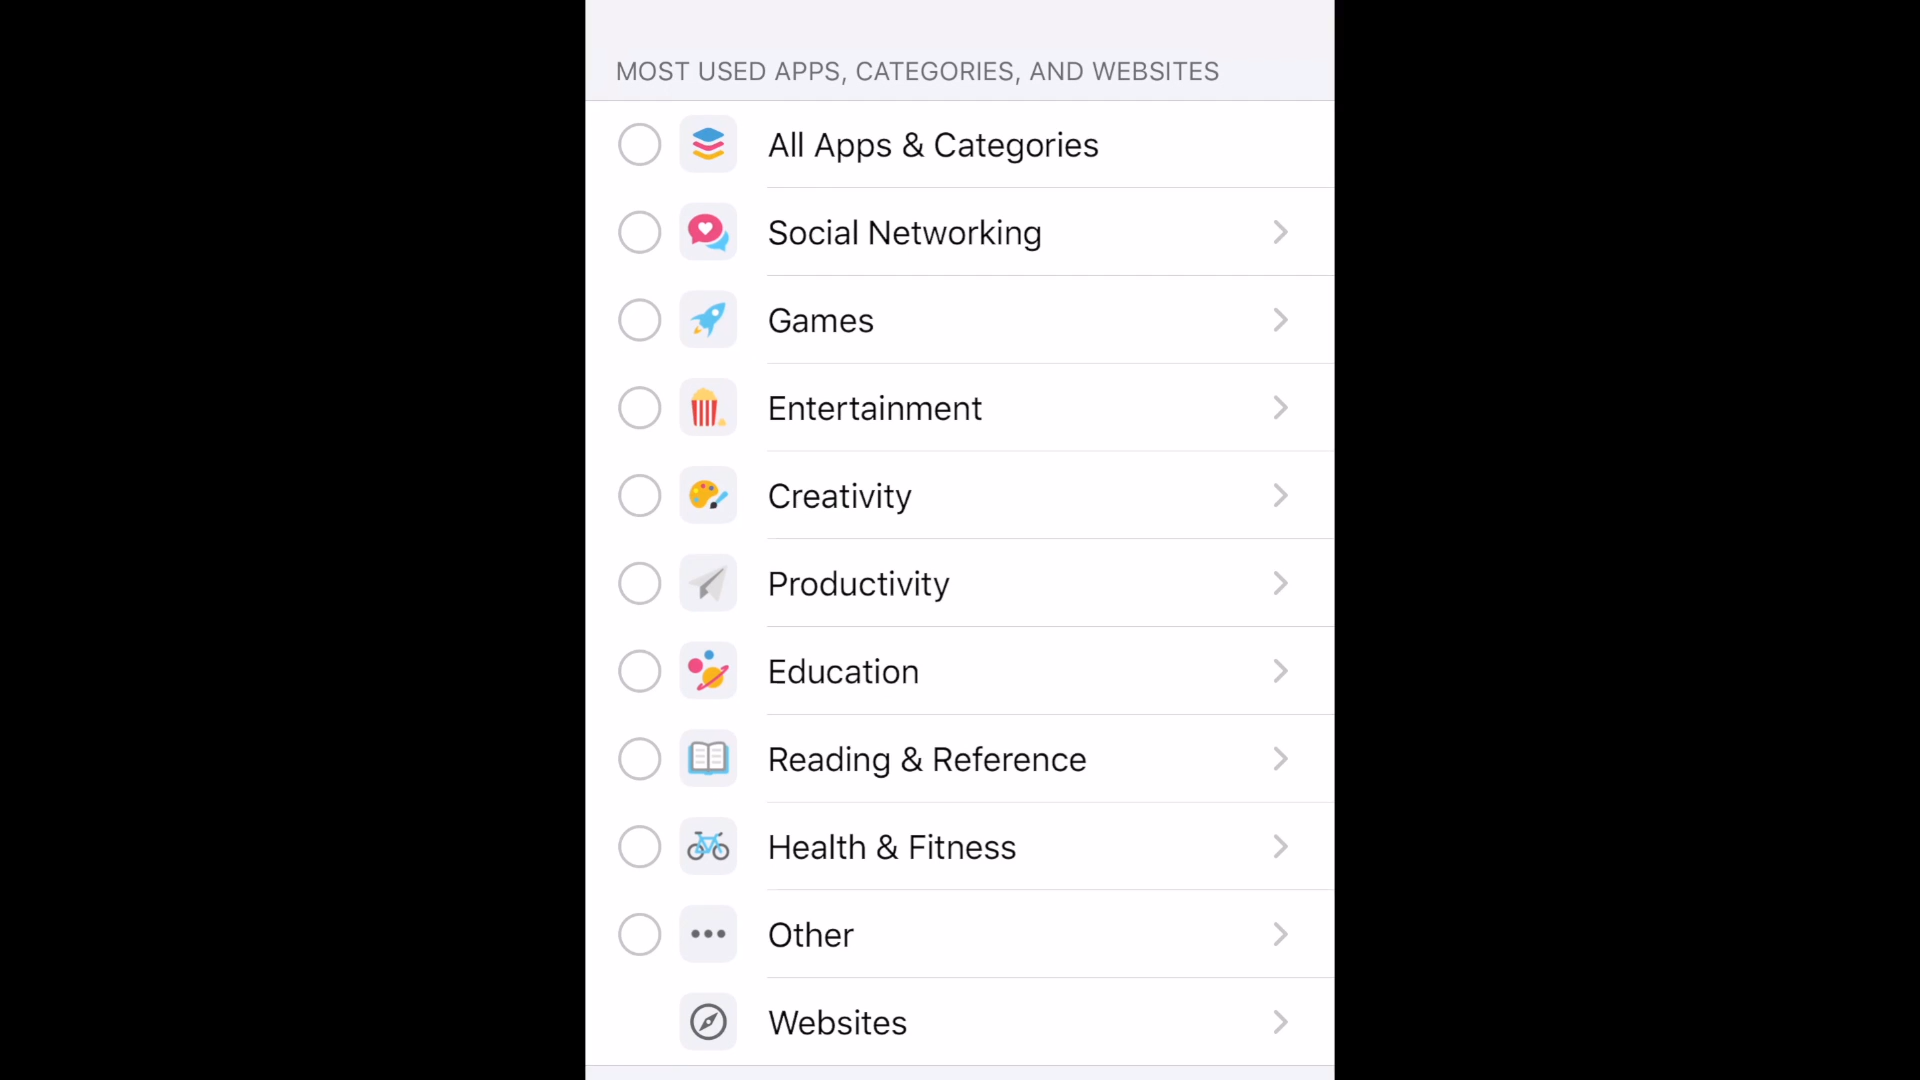 MOST USED APPS, CATEGORIES, AND WEBSITES
All Apps & Categories
Social Networking
Games
Entertainment
Creativity
Productivity
Education
Reading & Reference
Health & Fitness
Other
Websites